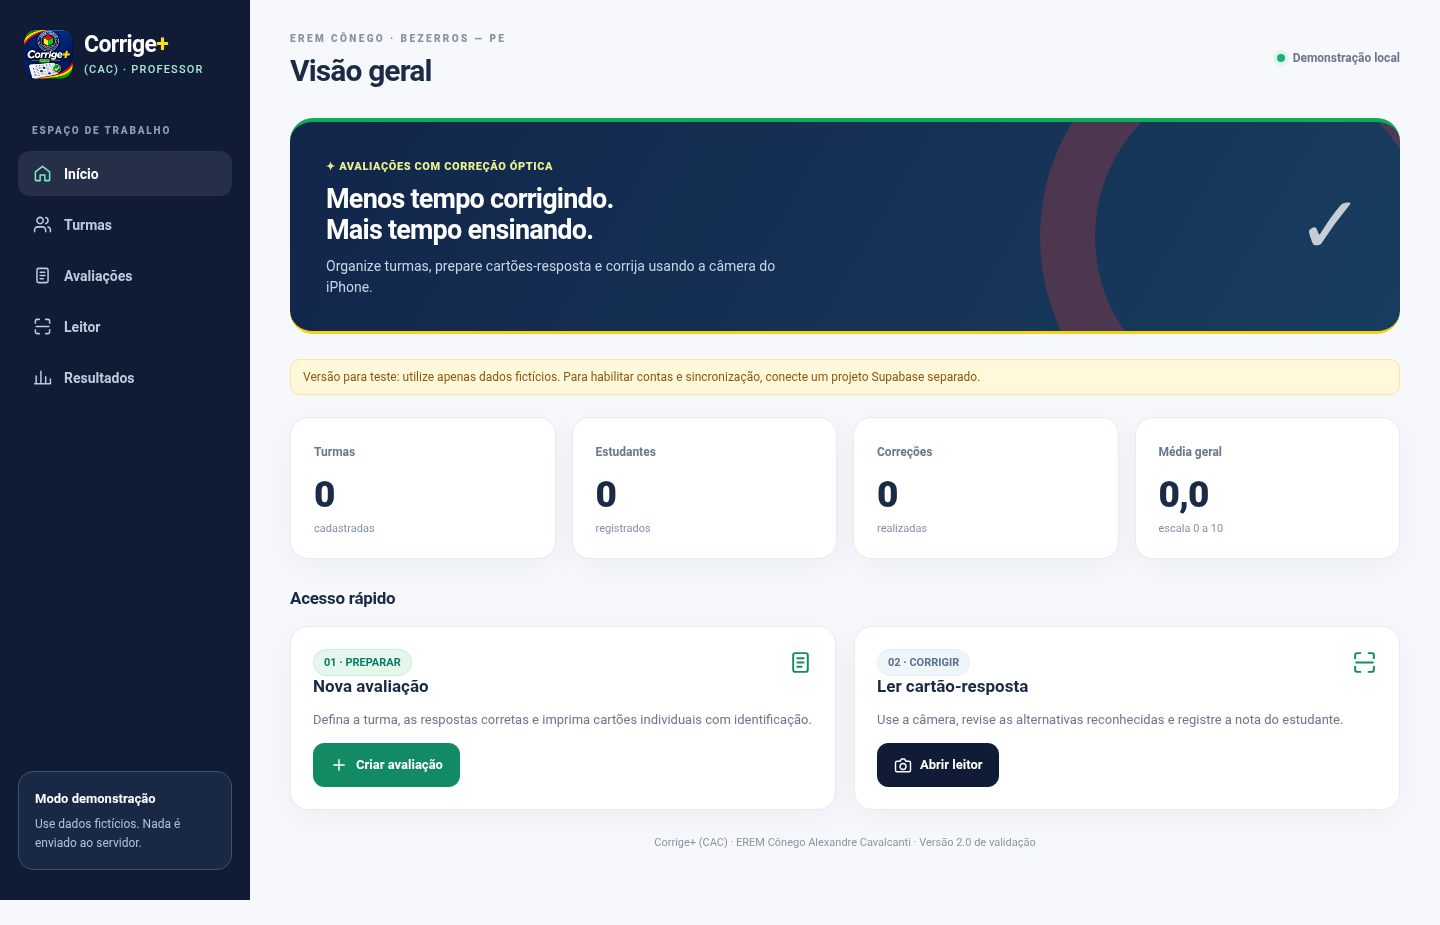 Corrige+
Corrige+
(CAC) · PROFESSOR
ESPAÇO DE TRABALHO
Início
Turmas
Avaliações
Leitor
Resultados
Modo demonstração
Use dados fictícios. Nada é
enviado ao servidor.
EREM CÔNEGO · BEZERROS — PE
Visão geral
Demonstração local
✦ AVALIAÇÕES COM CORREÇÃO ÓPTICA
Menos tempo corrigindo.
Mais tempo ensinando.
Organize turmas, prepare cartões-resposta e corrija usando a câmera do
iPhone.
✓
Versão para teste: utilize apenas dados fictícios. Para habilitar contas e sincronização, conecte um projeto Supabase separado.
Turmas
0
cadastradas
Estudantes
0
registrados
Correções
0
realizadas
Média geral
0,0
escala 0 a 10
Acesso rápido
01 · PREPARAR
Nova avaliação
Defina a turma, as respostas corretas e imprima cartões individuais com identificação.
Criar avaliação
02 · CORRIGIR
Ler cartão-resposta
Use a câmera, revise as alternativas reconhecidas e registre a nota do estudante.
Abrir leitor
Corrige+ (CAC) · EREM Cônego Alexandre Cavalcanti · Versão 2.0 de validação